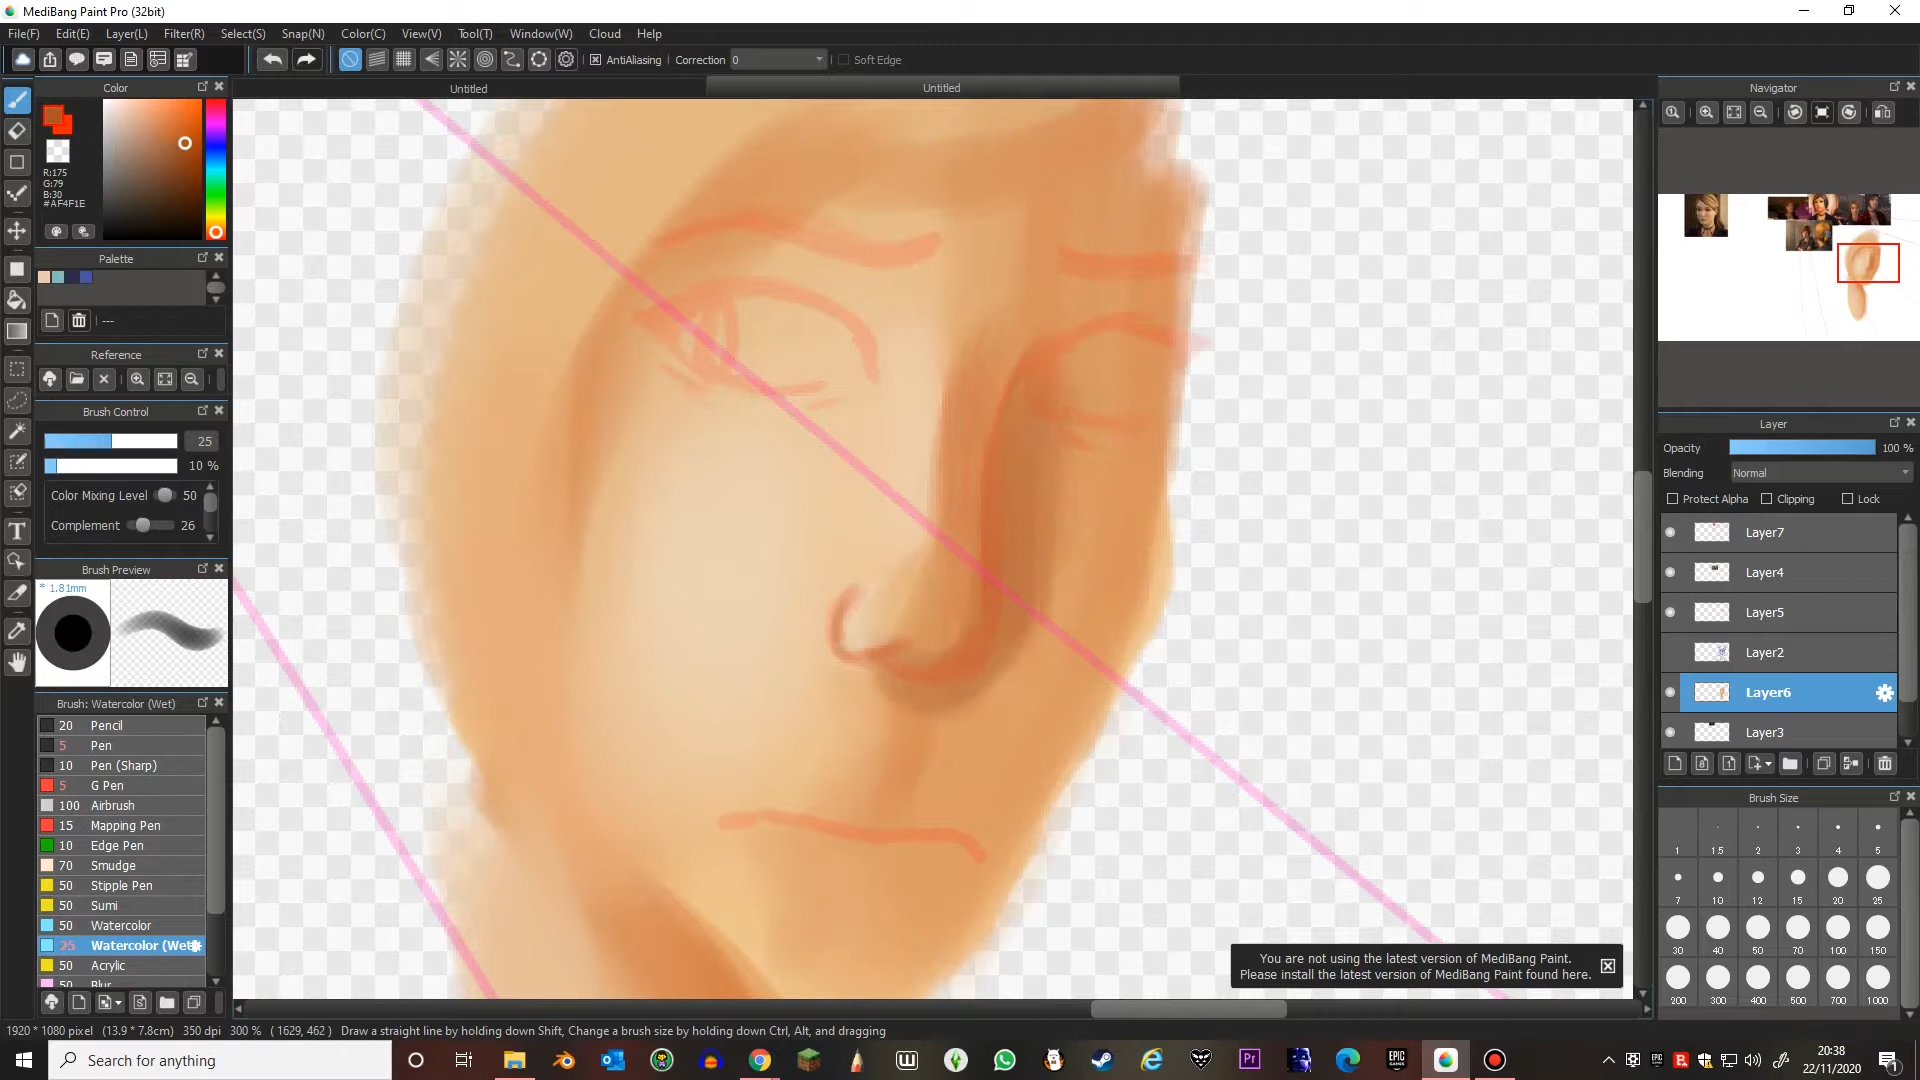 MediBang Paint Pro (32bit)
File(F) Edit(E) Layer(L) Filter(R) Select(S) Snap(N) Color(C) View(V) Tool(T) Window(W) Cloud Help
AntiAliasing Correction 0 Soft Edge
Color
R:175
G:79
B:30
#AF4F1E
Palette
---
Reference
Brush Control
25
10 %
Color Mixing Level 50
Complement 26
Brush Preview
* 1.81mm
Brush: Watercolor (Wet)
20 Pencil
5 Pen
10 Pen (Sharp)
5 G Pen
100 Airbrush
15 Mapping Pen
10 Edge Pen
70 Smudge
50 Stipple Pen
50 Sumi
50 Watercolor
25 Watercolor (Wet
50 Acrylic
50 Blur
Untitled
Untitled
You are not using the latest version of MediBang Paint.
Please install the latest version of MediBang Paint found here.
Navigator
Layer
Opacity 100 %
Blending Normal
Protect Alpha Clipping Lock
Layer7
Layer4
Layer5
Layer2
Layer6
Layer3
Brush Size
1 1.5 2 3 4 5
7 10 12 15 20 25
30 40 50 70 100 150
200 300 400 500 700 1000
1920 * 1080 pixel (13.9 * 7.8cm) 350 dpi 300 % ( 1629, 462 ) Draw a straight line by holding down Shift, Change a brush size by holding down Ctrl, Alt, and dragging
Search for anything
Pr
EPIC GAMES
20:38
22/11/2020
1